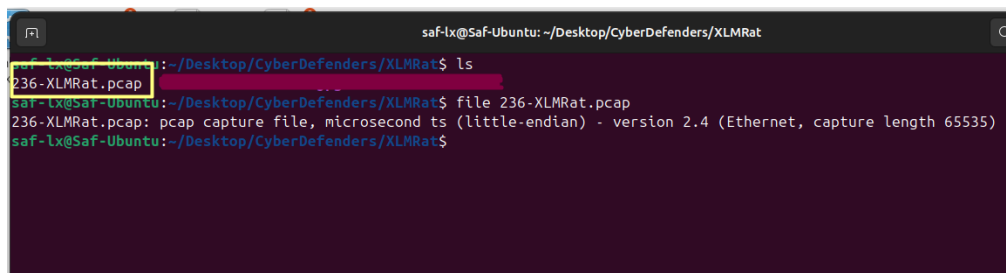 saf-lx@Saf-Ubuntu: ~/Desktop/CyberDefenders/XLMRat
saf-lx@Saf-Ubuntu:~/Desktop/CyberDefenders/XLMRat$ ls
236-XLMRat.pcap
saf-lx@Saf-Ubuntu:~/Desktop/CyberDefenders/XLMRat$ file 236-XLMRat.pcap
236-XLMRat.pcap: pcap capture file, microsecond ts (little-endian) - version 2.4 (Ethernet, capture length 65535)
saf-lx@Saf-Ubuntu:~/Desktop/CyberDefenders/XLMRat$